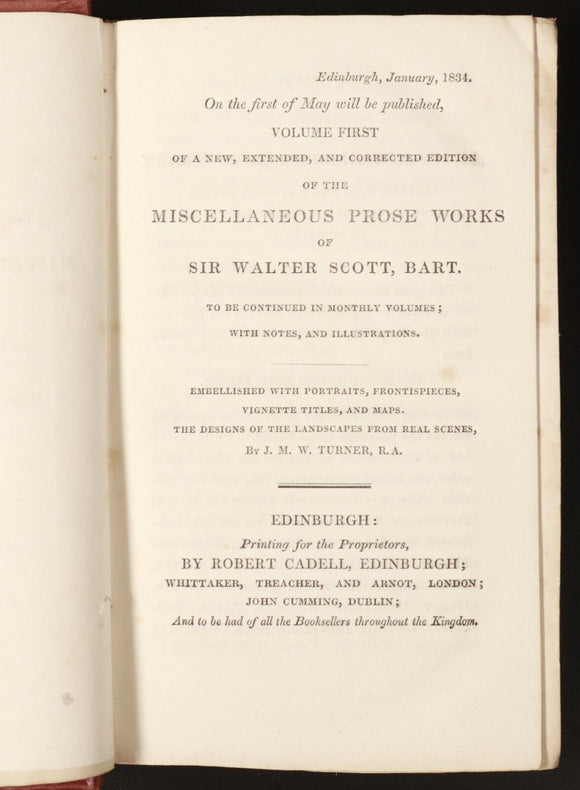 Edinburgh, January, 1834.
On the first of May will be published,
VOLUME FIRST
OF A NEW, EXTENDED, AND CORRECTED EDITION
OF THE
MISCELLANEOUS PROSE WORKS
OF
SIR WALTER SCOTT, BART.
TO BE CONTINUED IN MONTHLY VOLUMES;
WITH NOTES, AND ILLUSTRATIONS.
EMBELLISHED WITH PORTRAITS, FRONTISPIECES,
VIGNETTE TITLES, AND MAPS.
THE DESIGNS OF THE LANDSCAPES FROM REAL SCENES,
BY J. M. W. TURNER, R.A.
EDINBURGH:
Printing for the Proprietors,
BY ROBERT CADELL, EDINBURGH;
WHITTAKER, TREACHER, AND ARNOT, LONDON;
JOHN CUMMING, DUBLIN;
And to be had of all the Booksellers throughout the Kingdom.